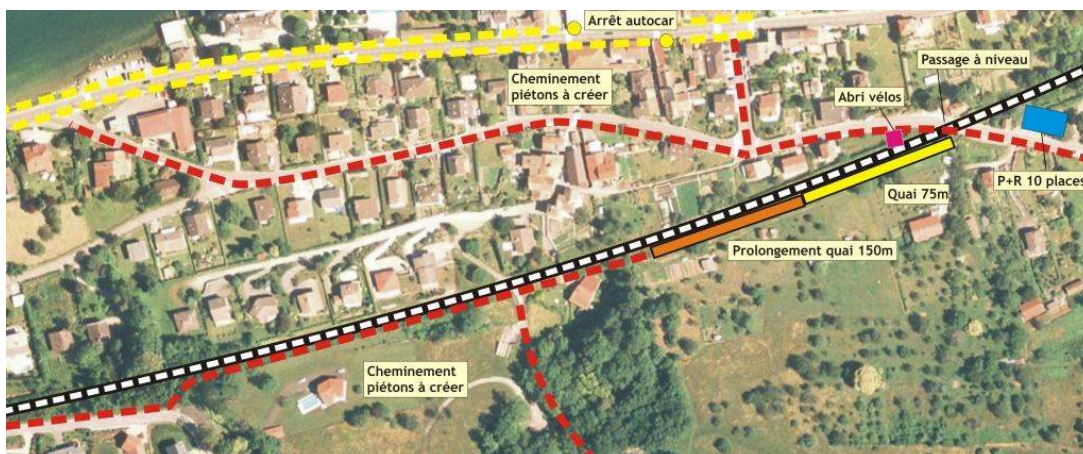 Arrêt autocar
Passage à niveau
Cheminement
piétons à créer
Abri vélos
P+R 10 places
Quai 75m
Prolongement quai 150m
Cheminement
piétons à créer